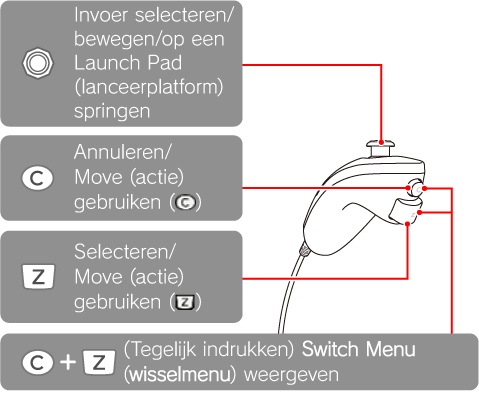 Invoer selecteren/
bewegen/op een
Launch Pad
(lanceerplatform)
springen
C
Annuleren/
Move (actie)
gebruiken (C)
Z
Selecteren/
Move (actie)
gebruiken (Z)
C + Z (Tegelijk indrukken) Switch Menu
(wisselmenu) weergeven